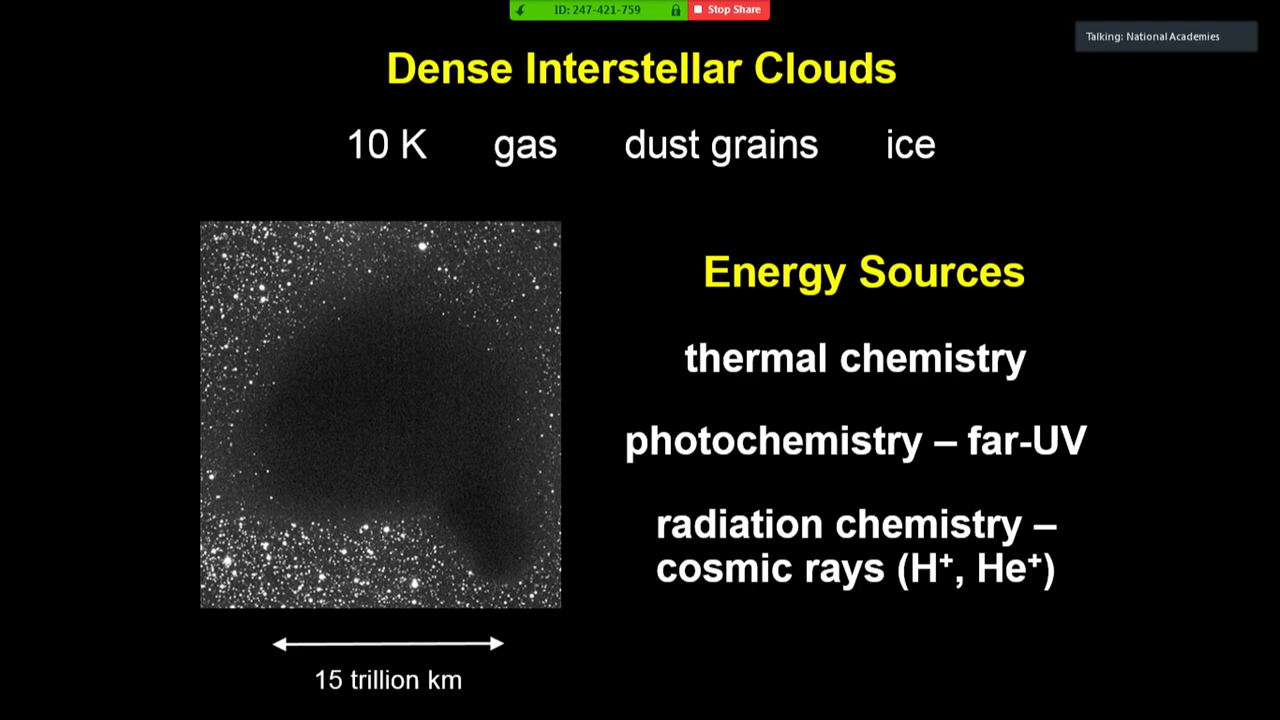 ID: 247-421-759 Stop Share
Talking: National Academies
Dense Interstellar Clouds
10 K gas dust grains ice
Energy Sources
thermal chemistry
photochemistry – far-UV
radiation chemistry –
cosmic rays (H⁺, He⁺)
15 trillion km